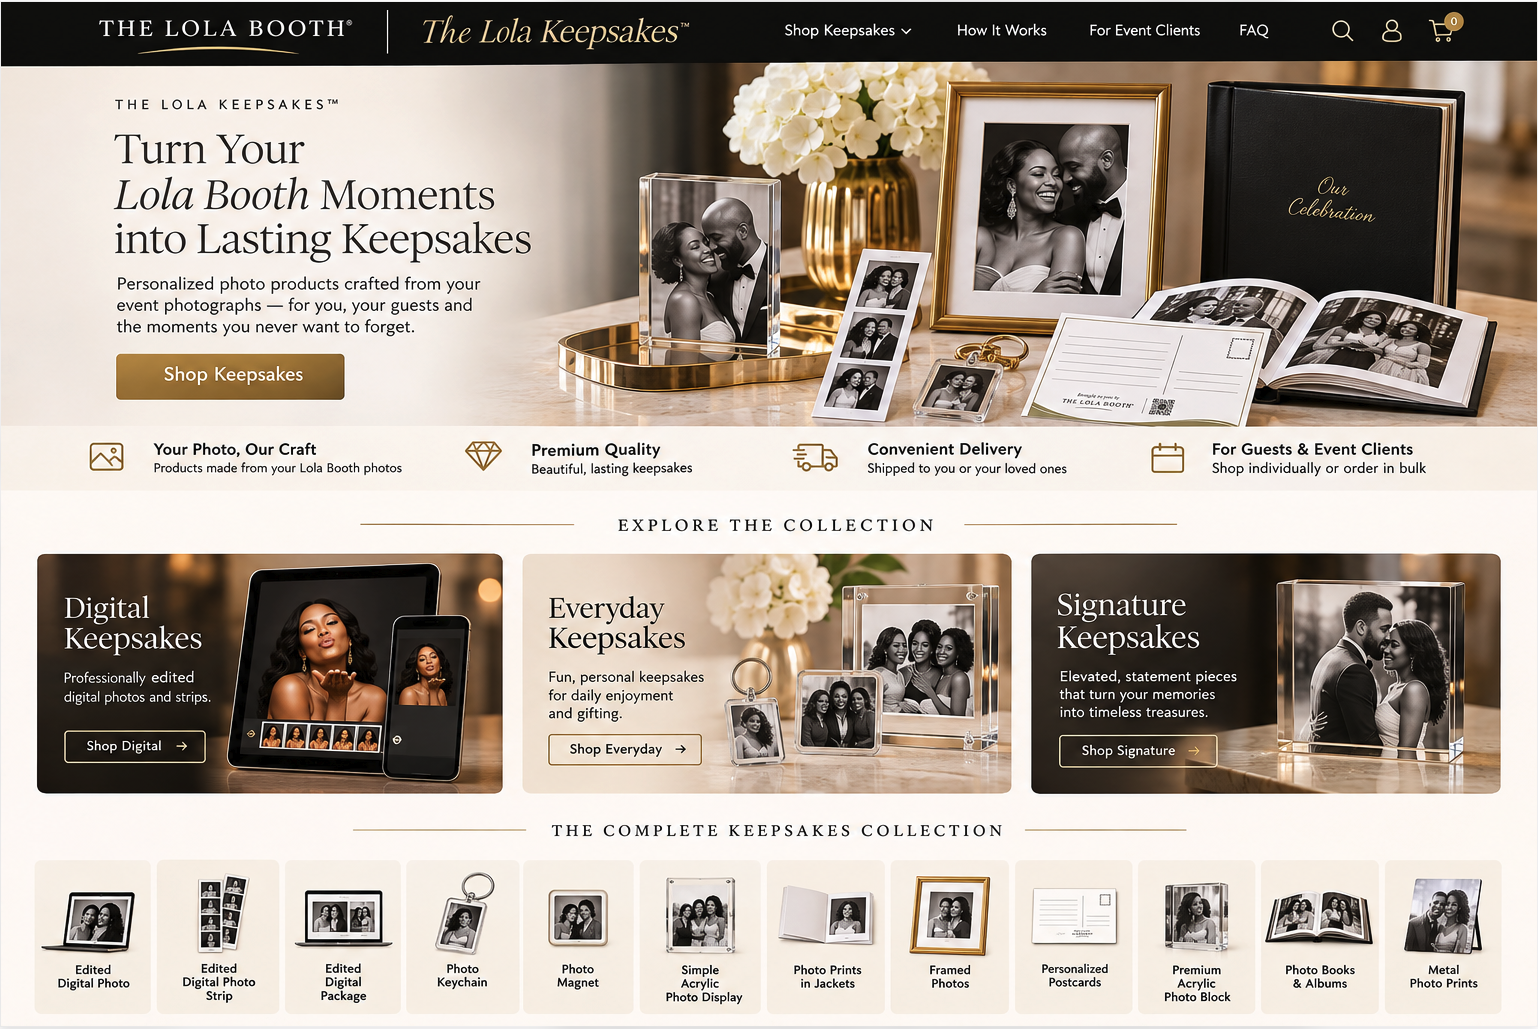 THE LOLA BOOTH®
The Lola Keepsakes™
Shop Keepsakes
How It Works
For Event Clients
FAQ
0
THE LOLA KEEPSAKES™
Turn Your
Lola Booth Moments
into Lasting Keepsakes
Personalized photo products crafted from your
event photographs — for you, your guests and
the moments you never want to forget.
Shop Keepsakes
Our
Celebration
Brought to you by
THE LOLA BOOTH®
Your Photo, Our Craft
Products made from your Lola Booth photos
Premium Quality
Beautiful, lasting keepsakes
Convenient Delivery
Shipped to you or your loved ones
For Guests & Event Clients
Shop individually or order in bulk
EXPLORE THE COLLECTION
Digital
Keepsakes
Professionally edited
digital photos and strips.
Shop Digital →
Everyday
Keepsakes
Fun, personal keepsakes
for daily enjoyment
and gifting.
Shop Everyday →
Signature
Keepsakes
Elevated, statement pieces
that turn your memories
into timeless treasures.
Shop Signature →
THE COMPLETE KEEPSAKES COLLECTION
Edited
Digital Photo
Edited
Digital Photo
Strip
Edited
Digital
Package
Photo
Keychain
Photo
Magnet
Simple
Acrylic
Photo Display
Photo Prints
in Jackets
Framed
Photos
Personalized
Postcards
Premium
Acrylic
Photo Block
Photo Books
& Albums
Metal
Photo Prints